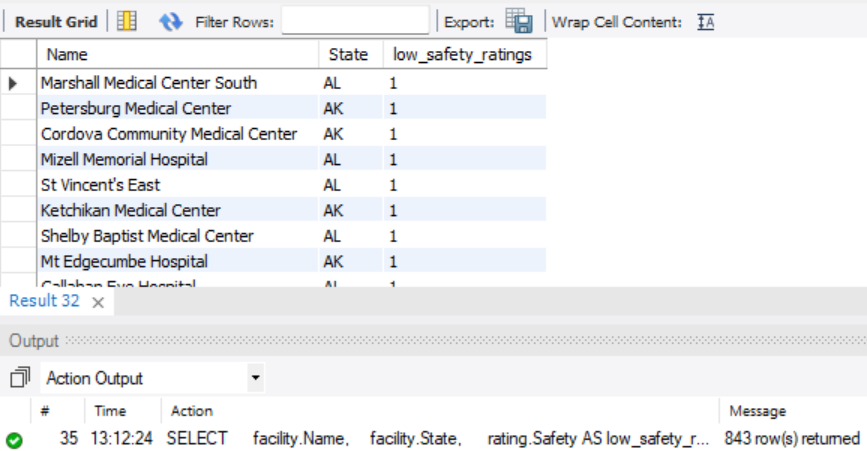 Result Grid Filter Rows: Export: Wrap Cell Content: IA
Name State low_safety_ratings
Marshall Medical Center South AL 1
Petersburg Medical Center AK 1
Cordova Community Medical Center AK 1
Mizell Memorial Hospital AL 1
St Vincent's East AL 1
Ketchikan Medical Center AK 1
Shelby Baptist Medical Center AL 1
Mt Edgecumbe Hospital AK 1
Callahan Eye Hospital AL 1
Result 32 ×
Output
Action Output
# Time Action Message
35 13:12:24 SELECT facility.Name, facility.State, rating.Safety AS low_safety_r... 843 row(s) returned